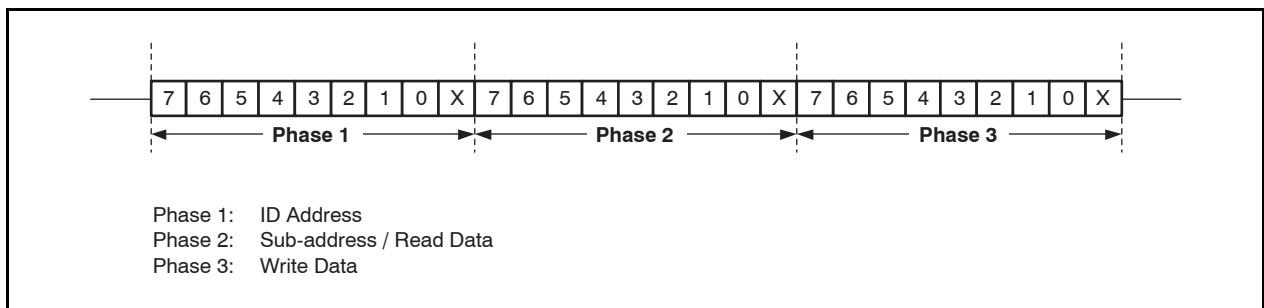 7 6 5 4 3 2 1 0 X 7 6 5 4 3 2 1 0 X 7 6 5 4 3 2 1 0 X
Phase 1 Phase 2 Phase 3
Phase 1: ID Address
Phase 2: Sub-address / Read Data
Phase 3: Write Data